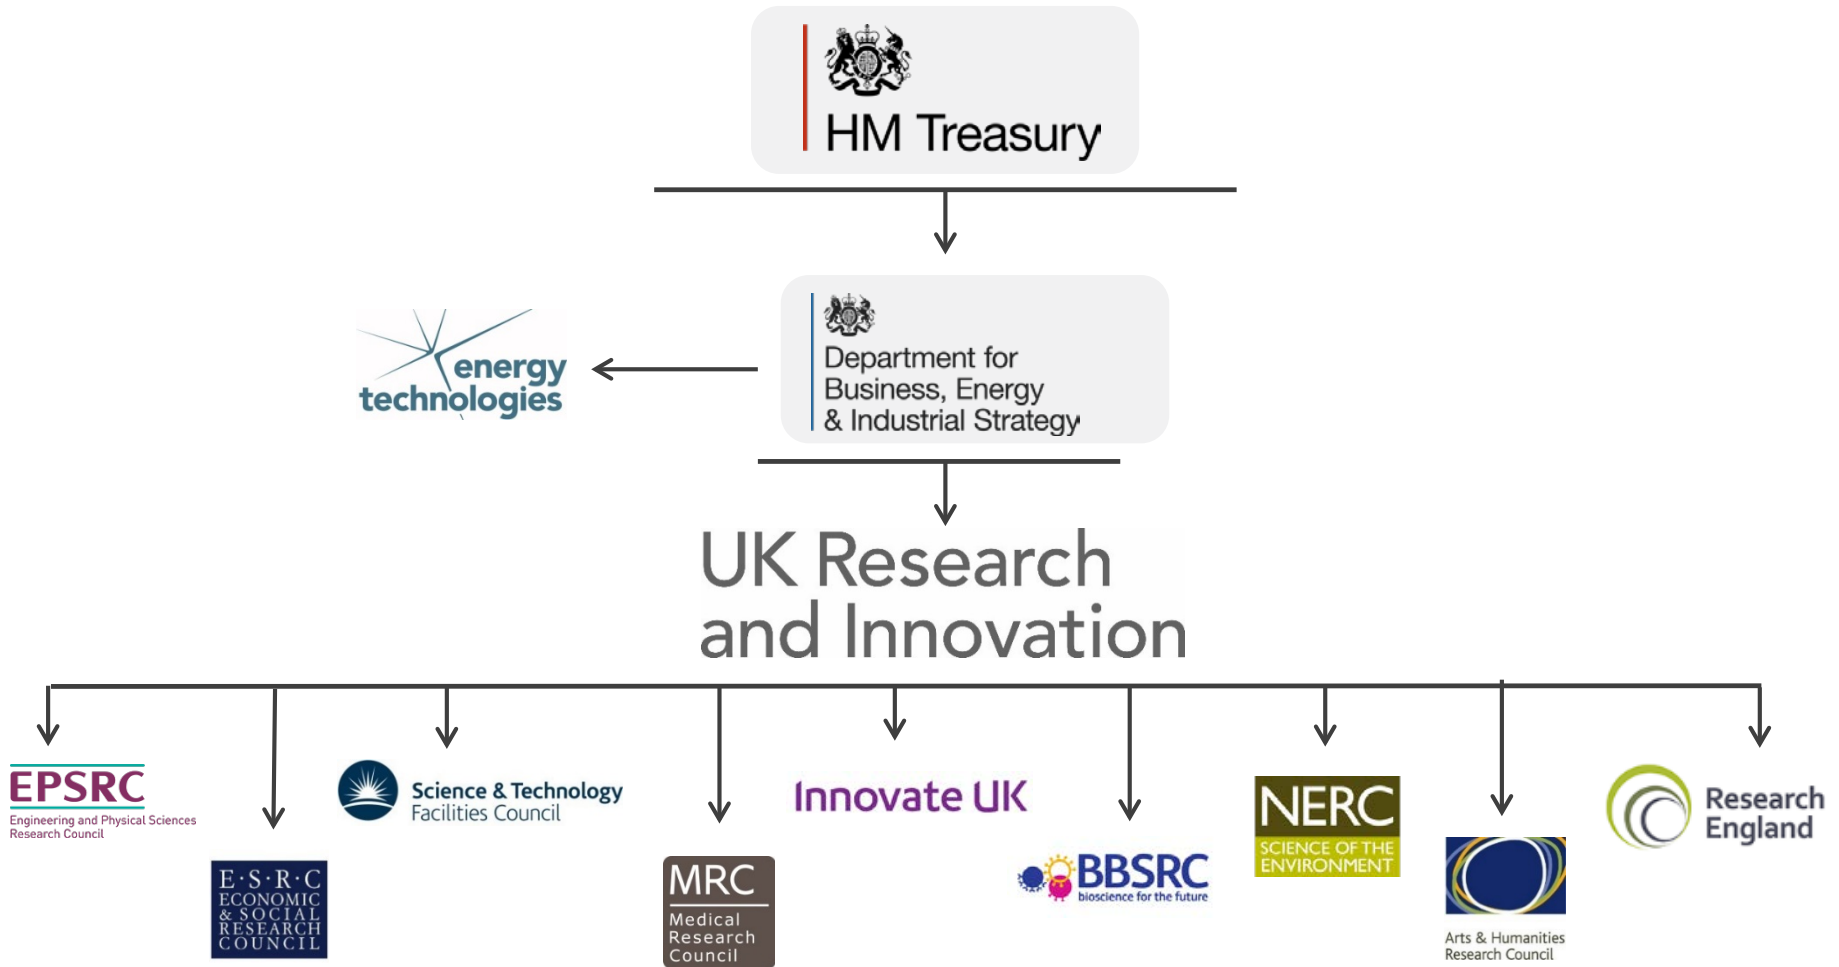 HM Treasury
energy
technologies
Department for
Business, Energy
& Industrial Strategy
UK Research
and Innovation
EPSRC
Engineering and Physical Sciences
Research Council
E·S·R·C
ECONOMIC
& SOCIAL
RESEARCH
COUNCIL
Science & Technology
Facilities Council
MRC
Medical
Research
Council
Innovate UK
BBSRC
bioscience for the future
NERC
SCIENCE OF THE
ENVIRONMENT
Arts & Humanities
Research Council
Research
England